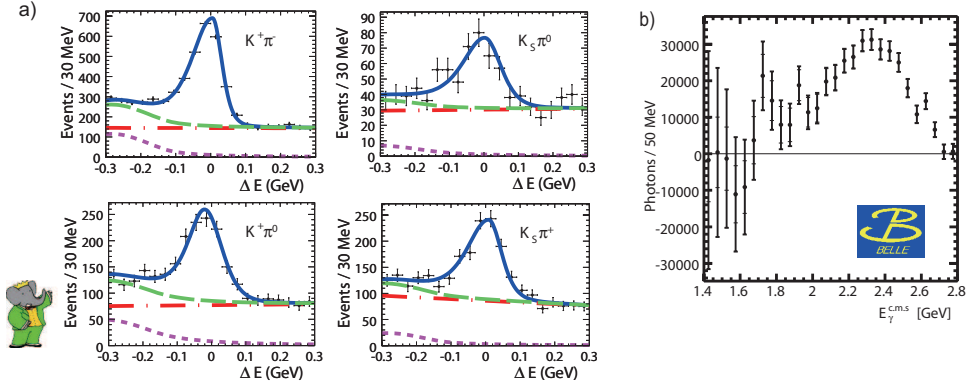 a)
Events / 30 MeV
700
600
500
400
300
200
100
0
K⁺π⁻
-0.3 -0.2 -0.1 0 0.1 0.2 0.3
Δ E (GeV)
Events / 30 MeV
90
80
70
60
50
40
30
20
10
0
K_S π⁰
-0.3 -0.2 -0.1 0 0.1 0.2 0.3
Δ E (GeV)
Events / 30 MeV
250
200
150
100
50
0
K⁺π⁰
-0.3 -0.2 -0.1 0 0.1 0.2 0.3
Δ E (GeV)
Events / 30 MeV
250
200
150
100
50
0
K_S π⁺
-0.3 -0.2 -0.1 0 0.1 0.2 0.3
Δ E (GeV)
b)
Photons / 50 MeV
30000
20000
10000
0
-10000
-20000
-30000
B
BELLE
1.4 1.6 1.8 2 2.2 2.4 2.6 2.8
E_γ^c.m.s [GeV]